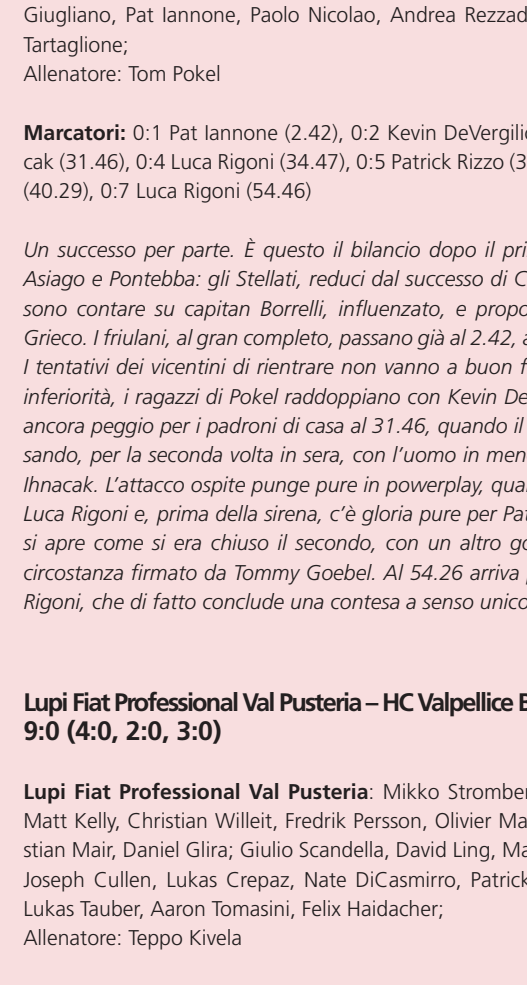 Giugliano, Pat Iannone, Paolo Nicolao, Andrea Rezzad
Tartaglione;
Allenatore: Tom Pokel
Marcatori: 0:1 Pat Iannone (2.42), 0:2 Kevin DeVergilio
cak (31.46), 0:4 Luca Rigoni (34.47), 0:5 Patrick Rizzo (3
(40.29), 0:7 Luca Rigoni (54.46)
Un successo per parte. È questo il bilancio dopo il pri
Asiago e Pontebba: gli Stellati, reduci dal successo di C
sono contare su capitan Borrelli, influenzato, e propo
Grieco. I friulani, al gran completo, passano già al 2.42, a
I tentativi dei vicentini di rientrare non vanno a buon f
inferiorità, i ragazzi di Pokel raddoppiano con Kevin De
ancora peggio per i padroni di casa al 31.46, quando il
sando, per la seconda volta in sera, con l'uomo in men
Ihnacak. L'attacco ospite punge pure in powerplay, qua
Luca Rigoni e, prima della sirena, c'è gloria pure per Pat
si apre come si era chiuso il secondo, con un altro go
circostanza firmato da Tommy Goebel. Al 54.26 arriva
Rigoni, che di fatto conclude una contesa a senso unico
Lupi Fiat Professional Val Pusteria – HC Valpellice
9:0 (4:0, 2:0, 3:0)
Lupi Fiat Professional Val Pusteria: Mikko Stromber
Matt Kelly, Christian Willeit, Fredrik Persson, Olivier Ma
stian Mair, Daniel Glira; Giulio Scandella, David Ling, Ma
Joseph Cullen, Lukas Crepaz, Nate DiCasmirro, Patrick
Lukas Tauber, Aaron Tomasini, Felix Haidacher;
Allenatore: Teppo Kivela